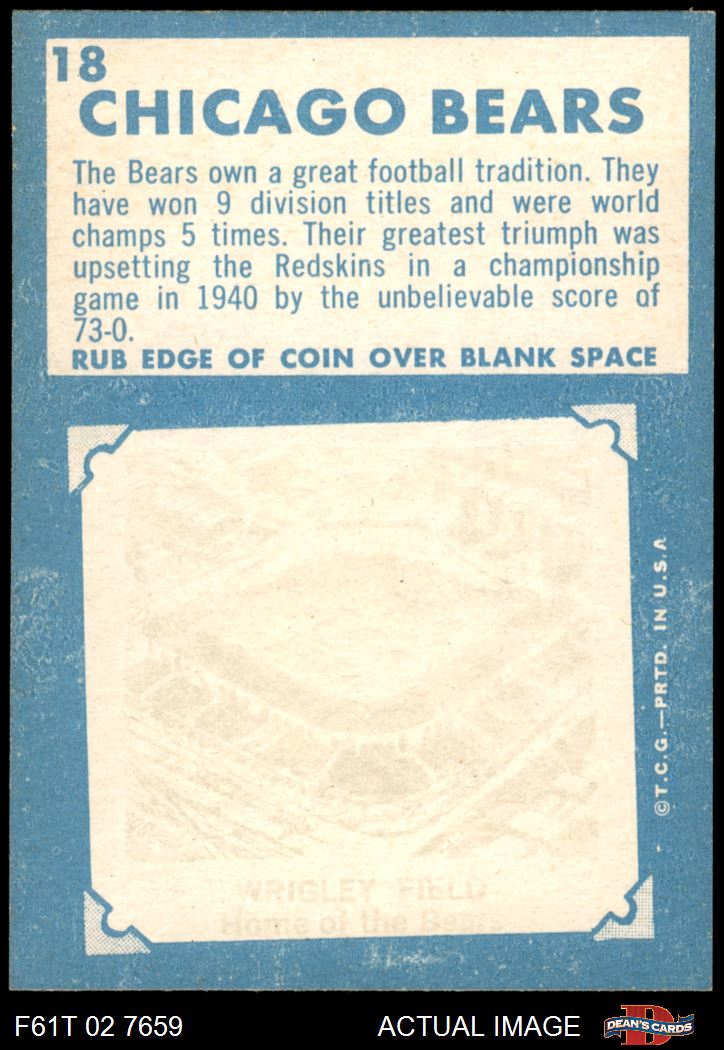 18
CHICAGO BEARS
The Bears own a great football tradition. They
have won 9 division titles and were world
champs 5 times. Their greatest triumph was
upsetting the Redskins in a championship
game in 1940 by the unbelievable score of
73-0.
RUB EDGE OF COIN OVER BLANK SPACE
©T.C.G.—PRTD. IN U.S.A
WRIGLEY FIELD
Home of the Bears
F61T 02 7659
ACTUAL IMAGE
D
DEAN'S CARDS